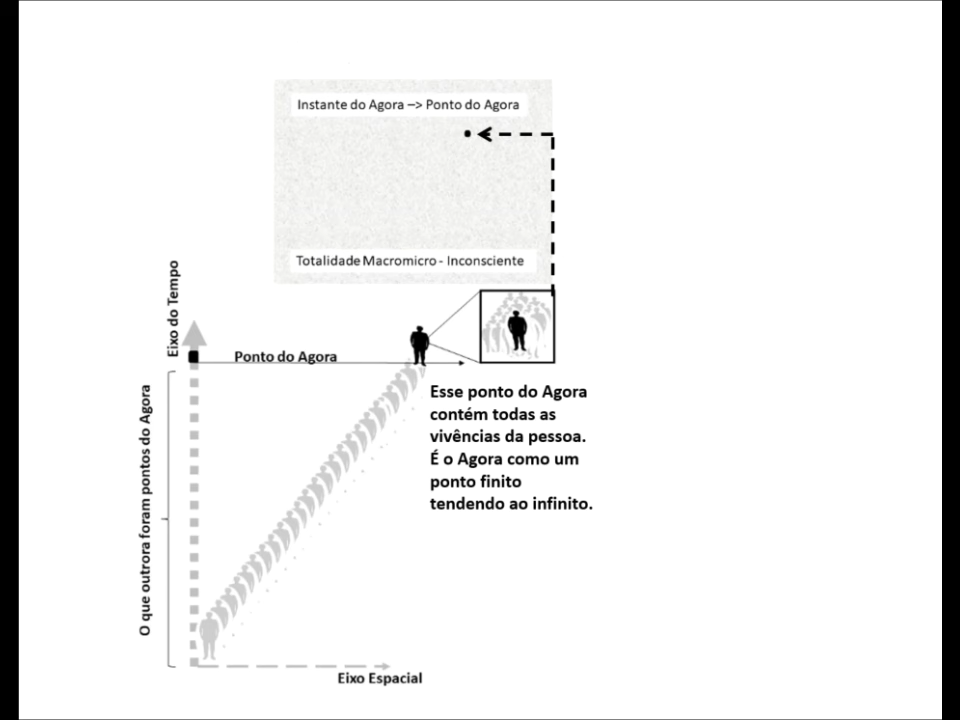 Instante do Agora –> Ponto do Agora
Totalidade Macromicro - Inconsciente
Eixo do Tempo
Ponto do Agora
Esse ponto do Agora
contém todas as
vivências da pessoa.
É o Agora como um
ponto finito
tendendo ao infinito.
O que outrora foram pontos do Agora
Eixo Espacial